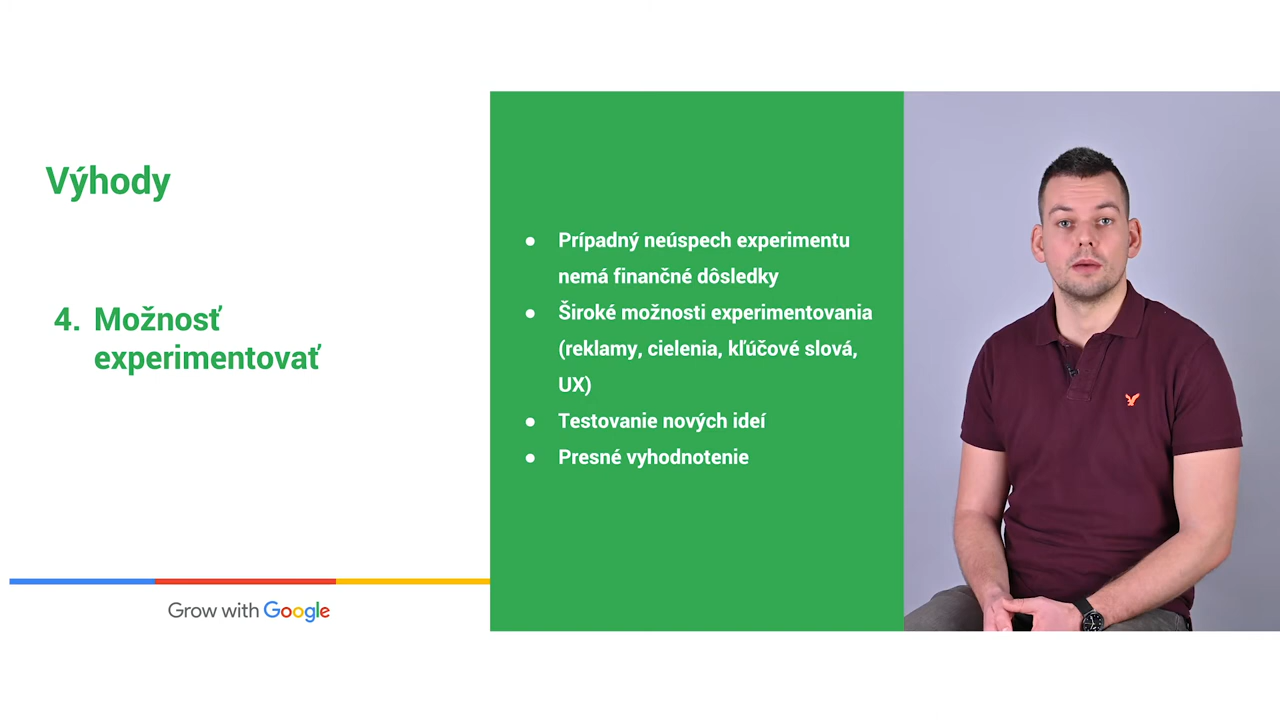 Výhody
4. Možnosť
experimentovať
● Prípadný neúspech experimentu
nemá finančné dôsledky
● Široké možnosti experimentovania
(reklamy, cielenia, kľúčové slová,
UX)
● Testovanie nových ideí
● Presné vyhodnotenie
Grow with Google